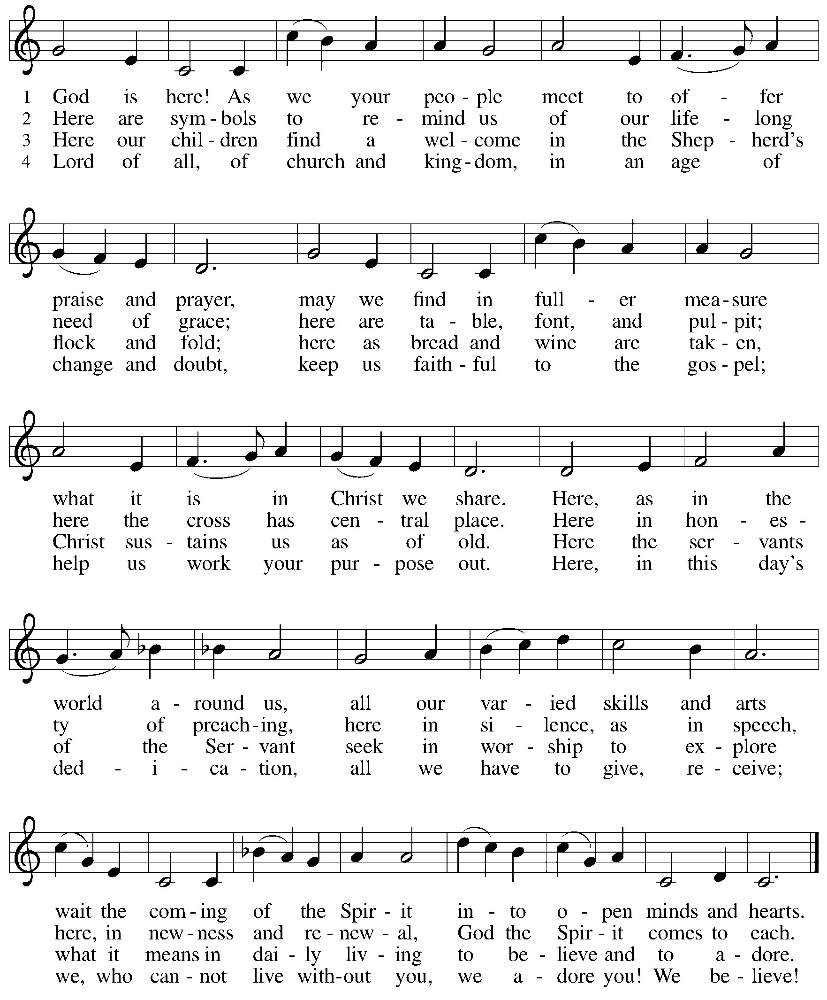 1 God is here! As we your peo - ple meet to of - fer
2 Here are sym - bols to re - mind us of our life - long
3 Here our chil - dren find a wel - come in the Shep - herd's
4 Lord of all, of church and king - dom, in an age of
praise and prayer, may we find in full - er mea - sure
need of grace; here are ta - ble, font, and pul - pit;
flock and fold; here as bread and wine are tak - en,
change and doubt, keep us faith - ful to the gos - pel;
what it is in Christ we share. Here, as in the
here the cross has cen - tral place. Here in hon - es -
Christ sus - tains us as of old. Here the ser - vants
help us work your pur - pose out. Here, in this day's
world a - round us, all our var - ied skills and arts
ty of preach - ing, here in si - lence, as in speech,
of the Ser - vant seek in wor - ship to ex - plore
ded - i - ca - tion, all we have to give, re - ceive;
wait the com - ing of the Spir - it in - to o - pen minds and hearts.
here, in new - ness and re - new - al, God the Spir - it comes to each.
what it means in dai - ly liv - ing to be - lieve and to a - dore.
we, who can - not live with - out you, we a - dore you! We be - lieve!